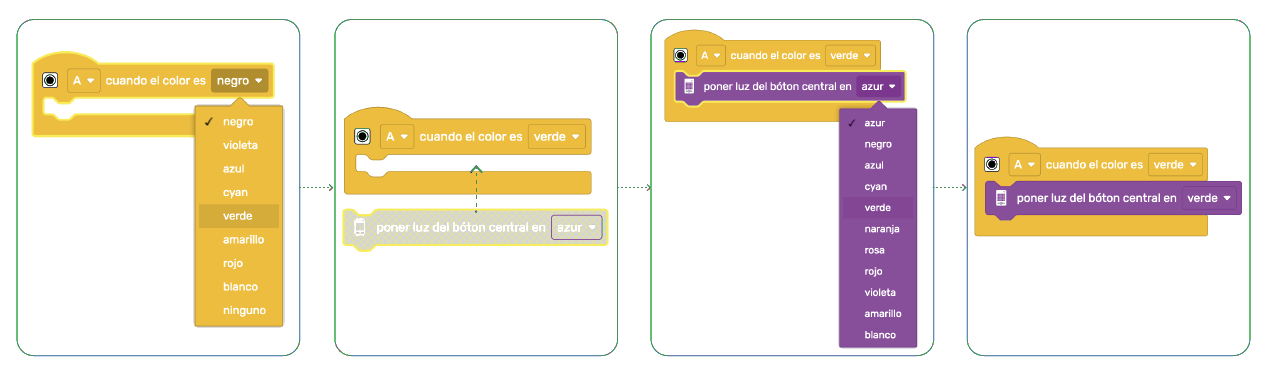 A cuando el color es negro
negro
violeta
azul
cyan
verde
amarillo
rojo
blanco
ninguno
A cuando el color es verde
poner luz del bóton central en azur
A cuando el color es verde
poner luz del bóton central en azur
azur
negro
azul
cyan
verde
naranja
rosa
rojo
violeta
amarillo
blanco
A cuando el color es verde
poner luz del bóton central en verde